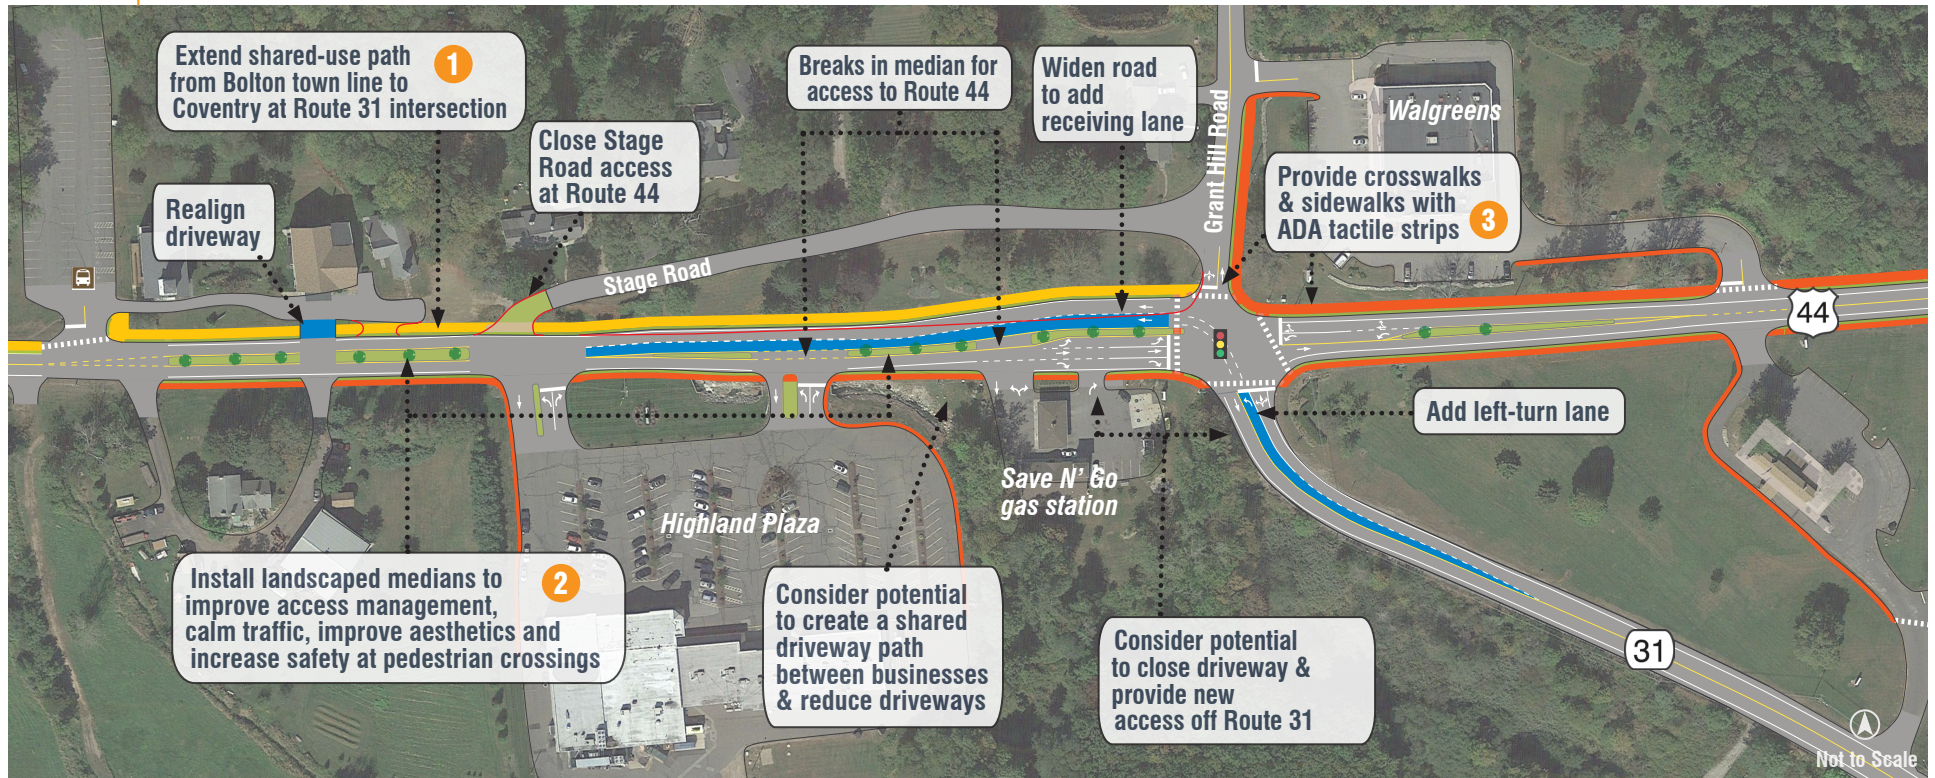 Extend shared-use path
from Bolton town line to
Coventry at Route 31 intersection
1
Breaks in median for
access to Route 44
Widen road
to add
receiving lane
Grant Hill Road
Walgreens
Close Stage
Road access
at Route 44
Provide crosswalks
& sidewalks with
ADA tactile strips
3
Realign
driveway
Stage Road
44
Add left-turn lane
Save N' Go
gas station
Highland Plaza
Install landscaped medians to
improve access management,
calm traffic, improve aesthetics and
increase safety at pedestrian crossings
2
Consider potential
to create a shared
driveway path
between businesses
& reduce driveways
Consider potential
to close driveway &
provide new
access off Route 31
31
Not to Scale